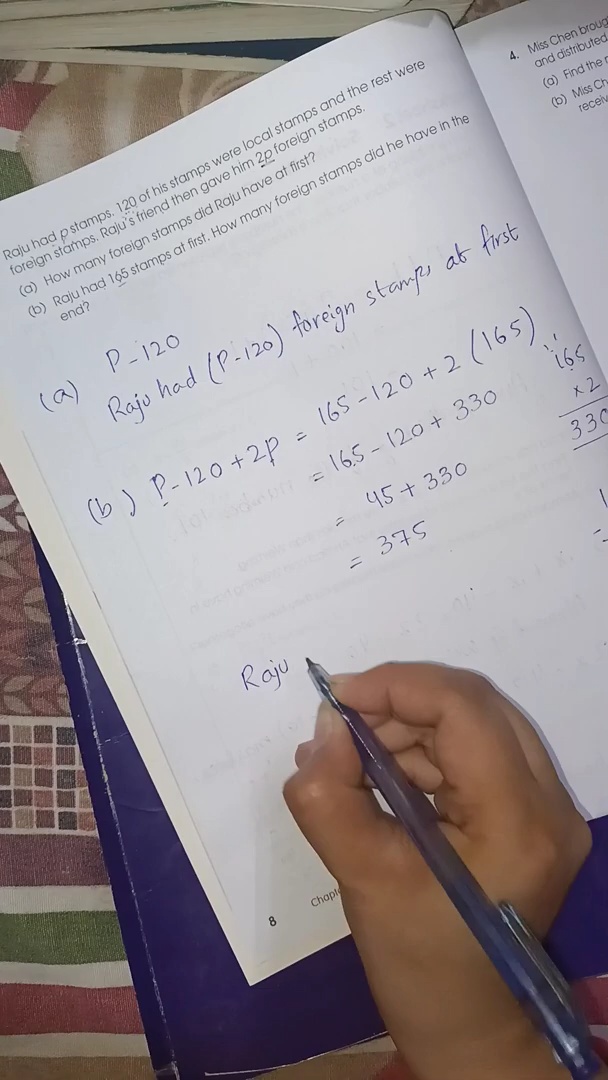 Raju had p stamps. 120 of his stamps were local stamps and the rest were
foreign stamps. Raju's friend then gave him 2p foreign stamps.
(a) How many foreign stamps did Raju have at first?
(b) Raju had 165 stamps at first. How many foreign stamps did he have in the
end?
(a) P-120
Raju had (P-120) foreign stamps at first
(b) P-120+2P = 165-120+2(165)
= 165-120+330
= 45+330
= 375
Raju
165
×2
330
8
4. Miss Chen
and distributed
(a) Find the
(b) Miss